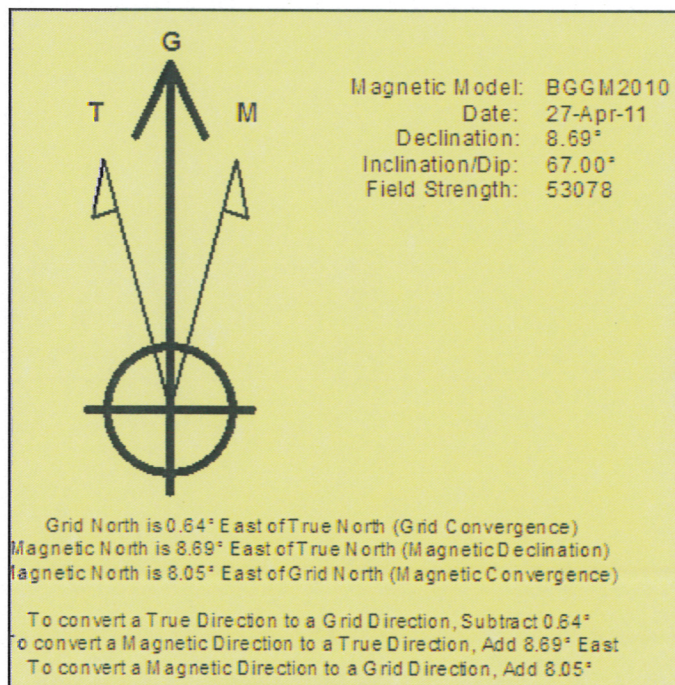 G
T
M
Magnetic Model: BGGM2010
Date: 27-Apr-11
Declination: 8.69°
Inclination/Dip: 67.00°
Field Strength: 53078
Grid North is 0.64° East of True North (Grid Convergence)
Magnetic North is 8.69° East of True North (Magnetic Declination)
Magnetic North is 8.05° East of Grid North (Magnetic Convergence)
To convert a True Direction to a Grid Direction, Subtract 0.64°
To convert a Magnetic Direction to a True Direction, Add 8.69° East
To convert a Magnetic Direction to a Grid Direction, Add 8.05°